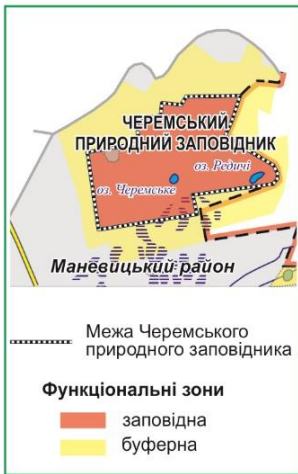 ЧЕРЕМСЬКИЙ
ПРИРОДНИЙ ЗАПОВІДНИК
оз. Редичі
оз. Черемське
Маневицький район
Межа Черемського
природного заповідника
Функціональні зони
заповідна
буферна